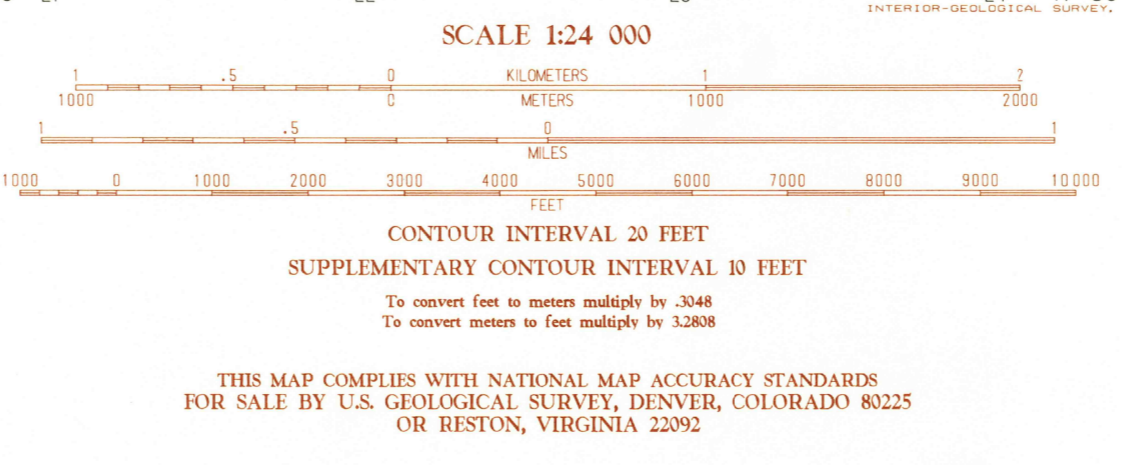 INTERIOR-GEOLOGICAL SURVEY,
SCALE 1:24 000
1 .5 0 KILOMETERS 1 2
1000 0 METERS 1000 2000
1 .5 0 1
MILES
1000 0 1000 2000 3000 4000 5000 6000 7000 8000 9000 10 000
FEET
CONTOUR INTERVAL 20 FEET
SUPPLEMENTARY CONTOUR INTERVAL 10 FEET
To convert feet to meters multiply by .3048
To convert meters to feet multiply by 3.2808
THIS MAP COMPLIES WITH NATIONAL MAP ACCURACY STANDARDS
FOR SALE BY U.S. GEOLOGICAL SURVEY, DENVER, COLORADO 80225
OR RESTON, VIRGINIA 22092